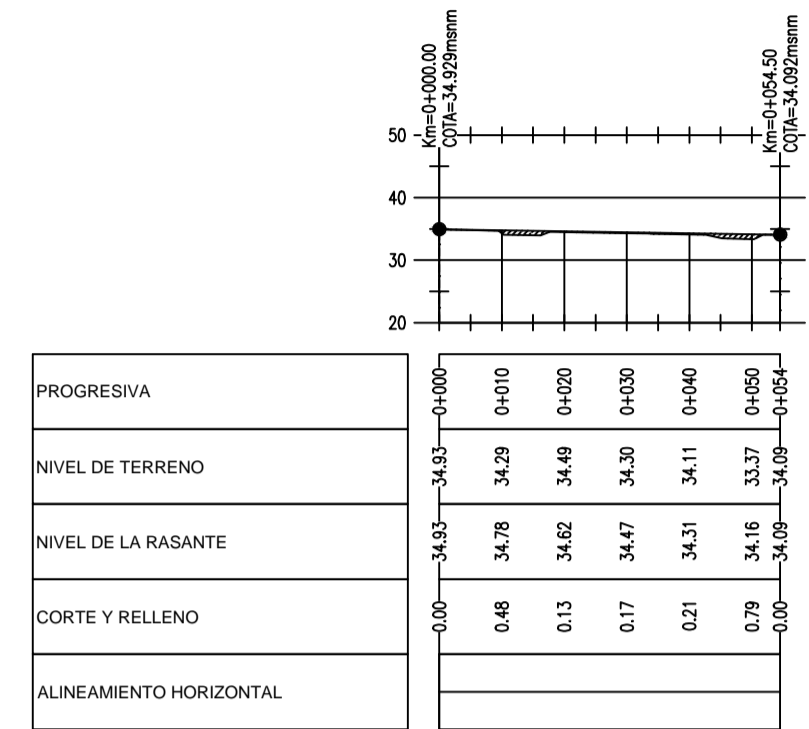 Km=0+000.00
COTA=34.929msnm
Km=0+054.50
COTA=34.092msnm
50
40
30
20
PROGRESIVA 0+000 0+010 0+020 0+030 0+040 0+050 0+054
NIVEL DE TERRENO 34.93 34.29 34.49 34.30 34.11 33.37 34.09
NIVEL DE LA RASANTE 34.93 34.78 34.62 34.47 34.31 34.16 34.09
CORTE Y RELLENO 0.00 0.48 0.13 0.17 0.21 0.79 0.00
ALINEAMIENTO HORIZONTAL